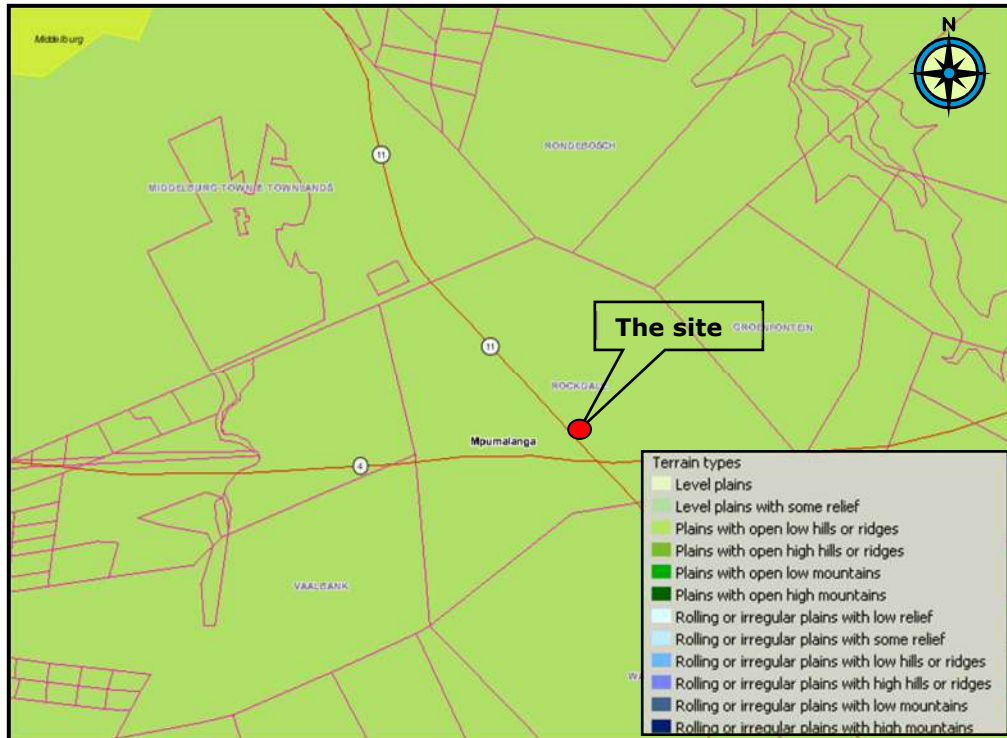 Middelburg
N
11
RONDEBOSCH
MIDDELBURG TOWN & TOWNLANDS
The site
GROENFONTEIN
11
ROCKDALE
Mpumalanga
4
VAALBANK
Terrain types
Level plains
Level plains with some relief
Plains with open low hills or ridges
Plains with open high hills or ridges
Plains with open low mountains
Plains with open high mountains
Rolling or irregular plains with low relief
Rolling or irregular plains with some relief
Rolling or irregular plains with low hills or ridges
Rolling or irregular plains with high hills or ridges
Rolling or irregular plains with low mountains
Rolling or irregular plains with high mountains